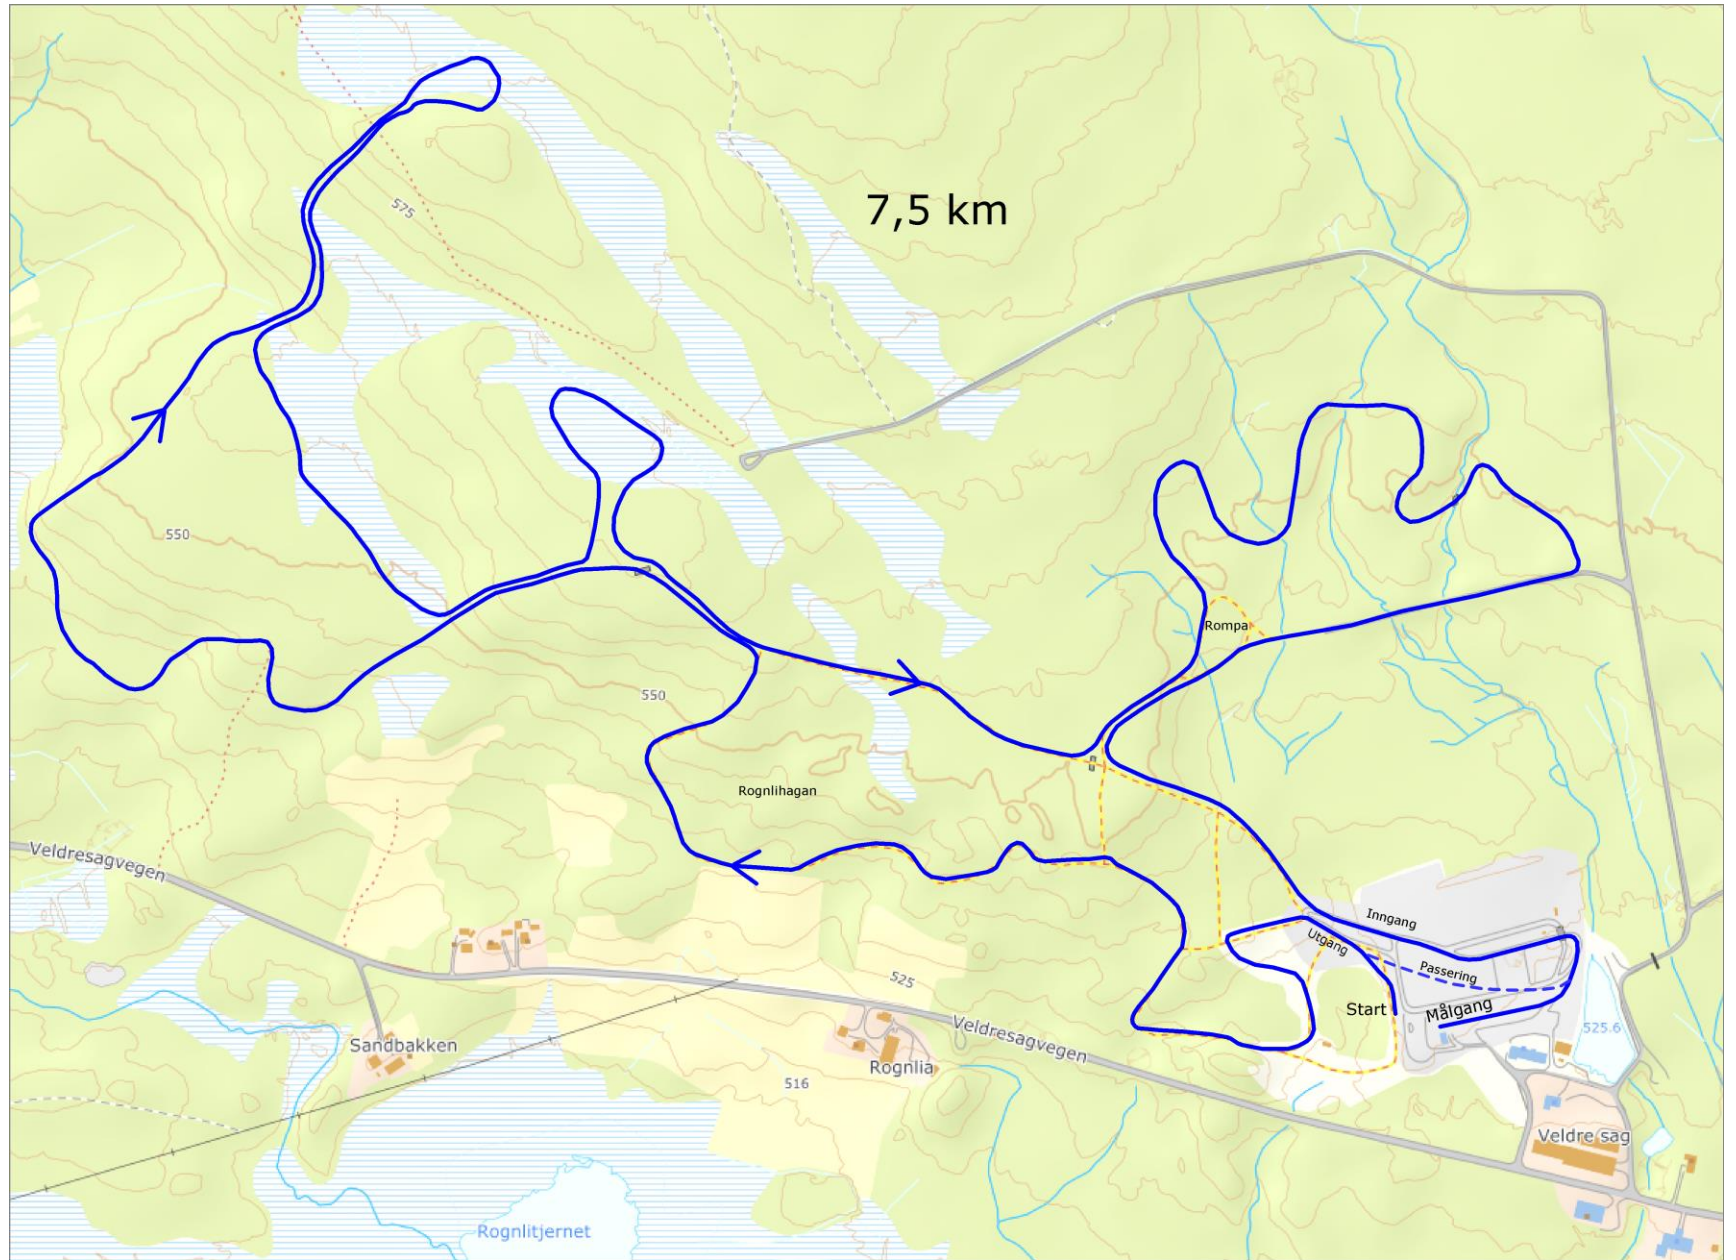 575
7,5 km
550
Rompa
550
Rognlihagan
Veldresagvegen
Inngang
Utgang
Passering
525
Start
Målgang
Veldresagvegen
525.6
Sandbakken
Rognlia
516
Veldre sag
Rognlitjernet